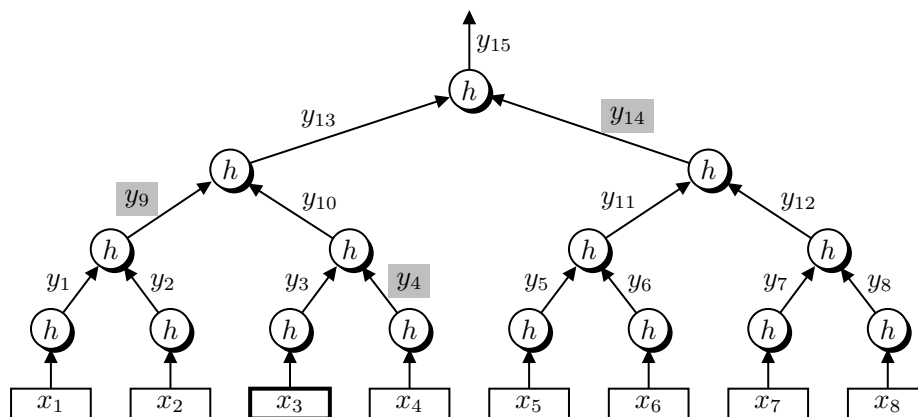 y₁₅
h
y₁₃ y₁₄
h h
y₉ y₁₀ y₁₁ y₁₂
h h h h
y₁ y₂ y₃ y₄ y₅ y₆ y₇ y₈
h h h h h h h h
x₁ x₂ x₃ x₄ x₅ x₆ x₇ x₈